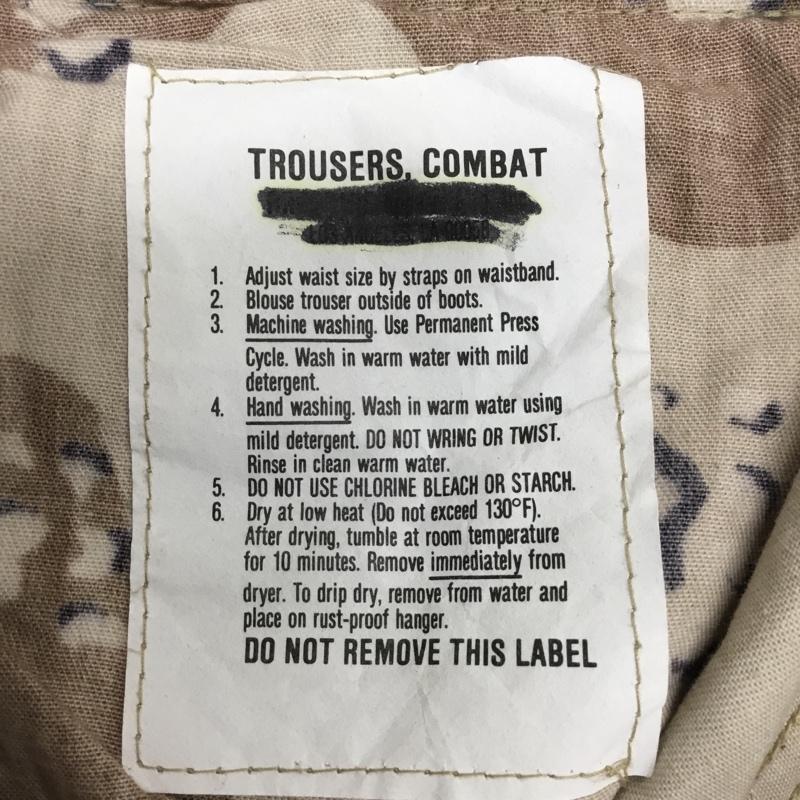 TROUSERS, COMBAT
1. Adjust waist size by straps on waistband.
2. Blouse trouser outside of boots.
3. Machine washing. Use Permanent Press
Cycle. Wash in warm water with mild
detergent.
4. Hand washing. Wash in warm water using
mild detergent. DO NOT WRING OR TWIST.
Rinse in clean warm water.
5. DO NOT USE CHLORINE BLEACH OR STARCH.
6. Dry at low heat (Do not exceed 130°F).
After drying, tumble at room temperature
for 10 minutes. Remove immediately from
dryer. To drip dry, remove from water and
place on rust-proof hanger.
DO NOT REMOVE THIS LABEL